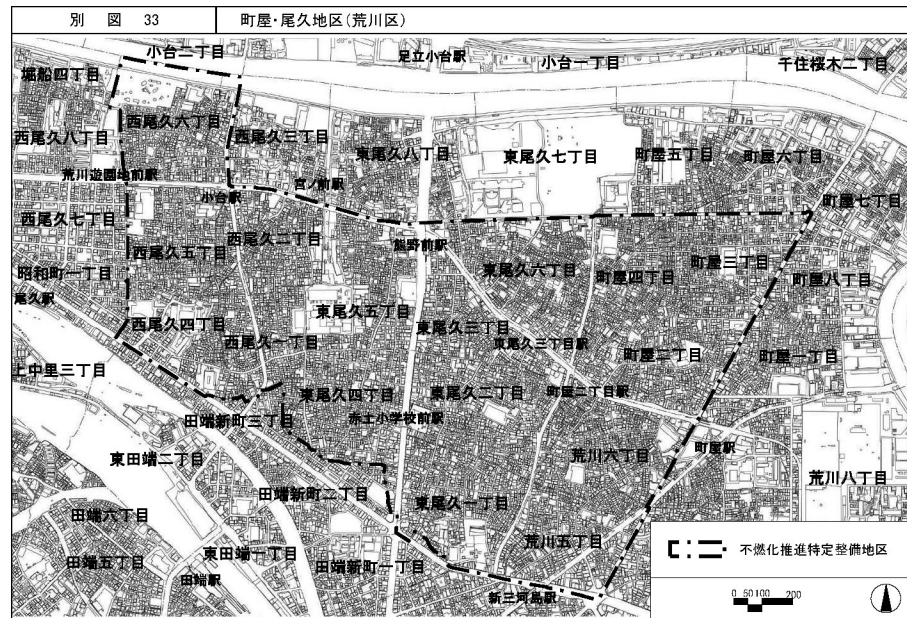 別 図 33
町屋・尾久地区(荒川区)
小台二丁目
足立小台駅
小台一丁目
千住桜木二丁目
堀船四丁目
西尾久六丁目
西尾久八丁目
西尾久三丁目
東尾久八丁目
東尾久七丁目
町屋五丁目
町屋六丁目
荒川遊園地前駅
小台駅
宮ノ前駅
町屋七丁目
西尾久七丁目
西尾久五丁目
西尾久二丁目
熊野前駅
東尾久六丁目
町屋四丁目
町屋三丁目
町屋八丁目
昭和町一丁目
尾久駅
西尾久四丁目
東尾久五丁目
東尾久三丁目
西尾久一丁目
東尾久三丁目駅
町屋二丁目
町屋一丁目
上中里三丁目
東尾久四丁目
東尾久二丁目
町屋二丁目駅
田端新町三丁目
赤土小学校前駅
町屋駅
東田端二丁目
荒川六丁目
荒川八丁目
田端新町二丁目
東尾久一丁目
田端六丁目
荒川五丁目
東田端一丁目
田端五丁目
田端新町一丁目
田端駅
新三河島駅
不燃化推進特定整備地区
0 50 100 200